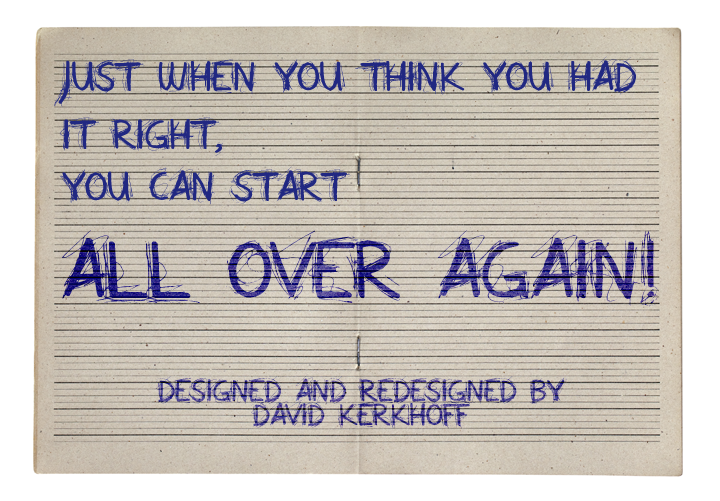 JUST WHEN YOU THINK YOU HAD
IT RIGHT,
YOU CAN START
ALL OVER AGAIN!
DESIGNED AND REDESIGNED BY
DAVID KERKHOFF